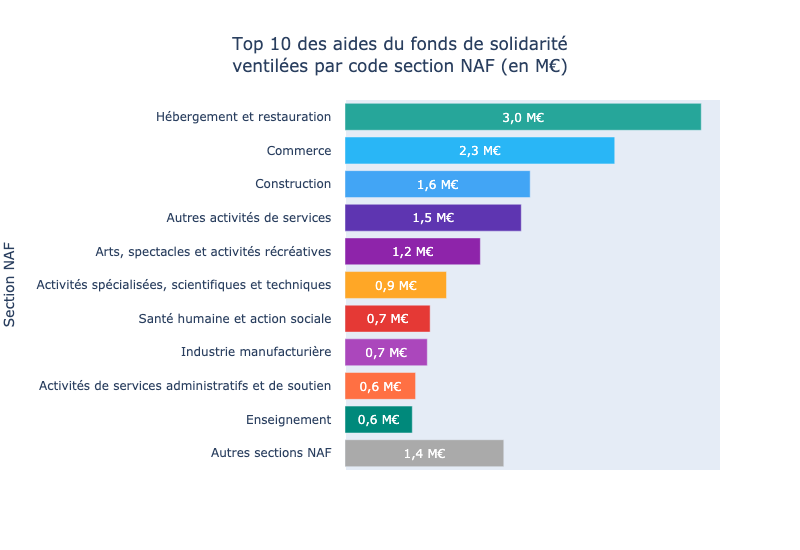 Top 10 des aides du fonds de solidarité
ventilées par code section NAF (en M€)
Section NAF
Hébergement et restauration 3,0 M€
Commerce 2,3 M€
Construction 1,6 M€
Autres activités de services 1,5 M€
Arts, spectacles et activités récréatives 1,2 M€
Activités spécialisées, scientifiques et techniques 0,9 M€
Santé humaine et action sociale 0,7 M€
Industrie manufacturière 0,7 M€
Activités de services administratifs et de soutien 0,6 M€
Enseignement 0,6 M€
Autres sections NAF 1,4 M€